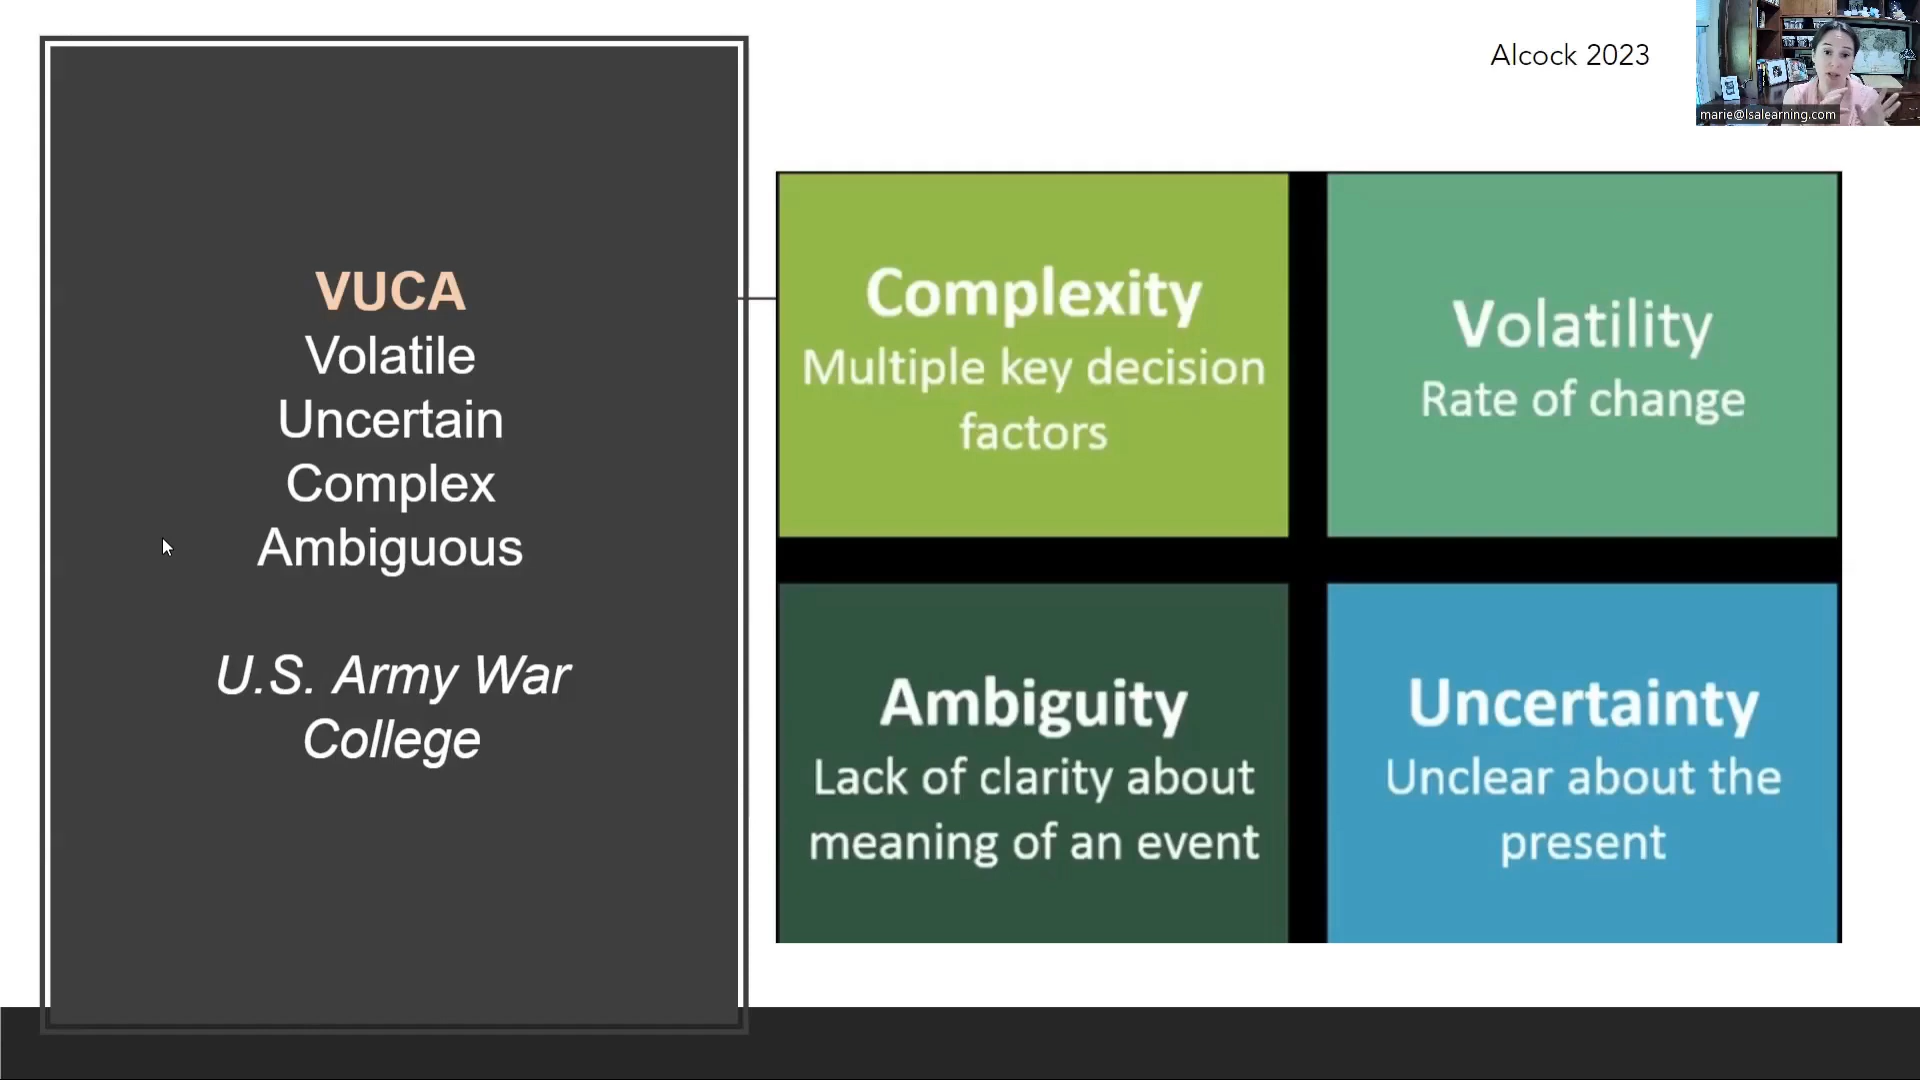 Alcock 2023
marie@lsalearning.com
VUCA
Volatile
Uncertain
Complex
Ambiguous
U.S. Army War
College
Complexity
Multiple key decision
factors
Volatility
Rate of change
Ambiguity
Lack of clarity about
meaning of an event
Uncertainty
Unclear about the
present